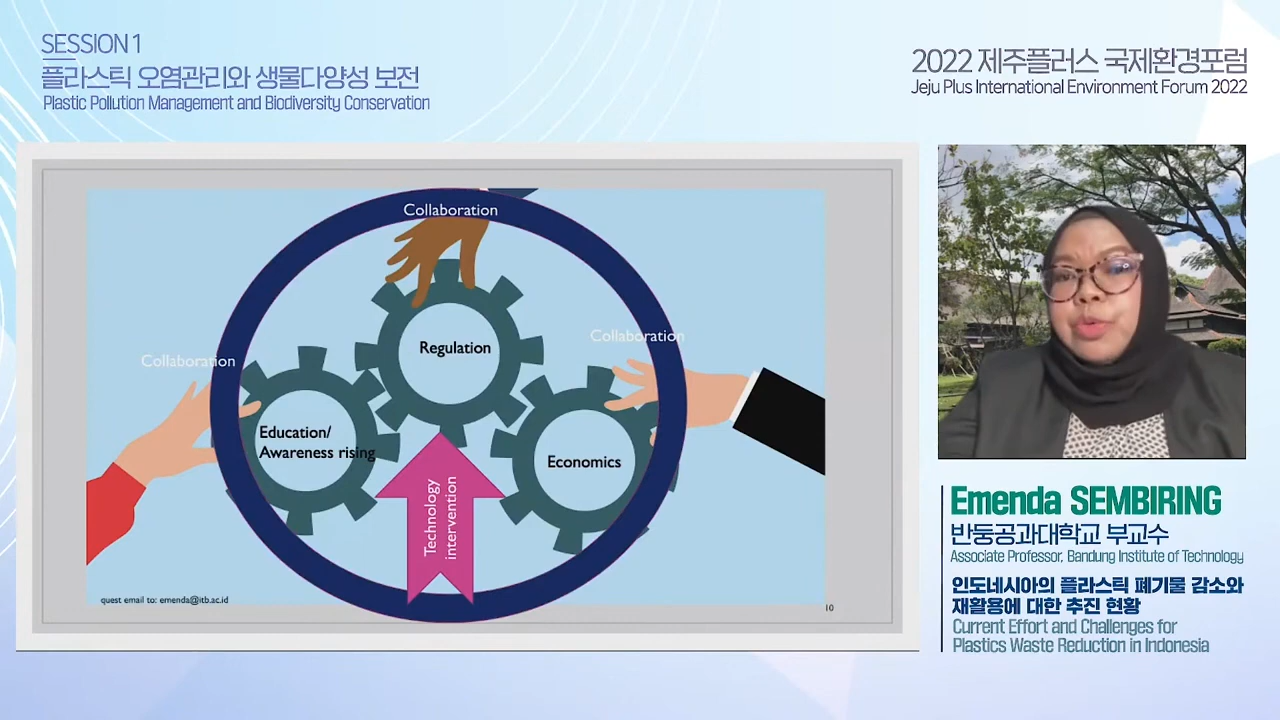 SESSION 1
플라스틱 오염관리와 생물다양성 보전
Plastic Pollution Management and Biodiversity Conservation
2022 제주플러스 국제환경포럼
Jeju Plus International Environment Forum 2022
Collaboration
Collaboration
Collaboration
Regulation
Education/
Awareness rising
Economics
Technology
intervention
quest email to: emenda@itb.ac.id
10
Emenda SEMBIRING
반둥공과대학교 부교수
Associate Professor, Bandung Institute of Technology
인도네시아의 플라스틱 폐기물 감소와
재활용에 대한 추진 현황
Current Effort and Challenges for
Plastics Waste Reduction in Indonesia